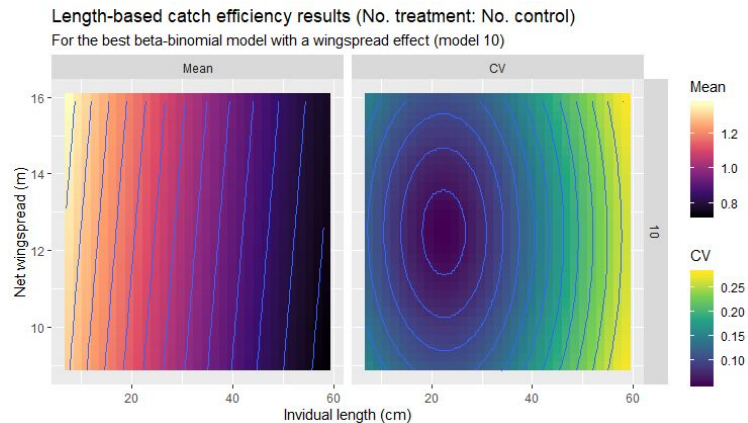 Length-based catch efficiency results (No. treatment: No. control)
For the best beta-binomial model with a wingspread effect (model 10)
Mean
CV
16
14
12
10
Net wingspread (m)
20
40
60
20
40
60
Invidual length (cm)
10
Mean
1.2
1.0
0.8
CV
0.25
0.20
0.15
0.10